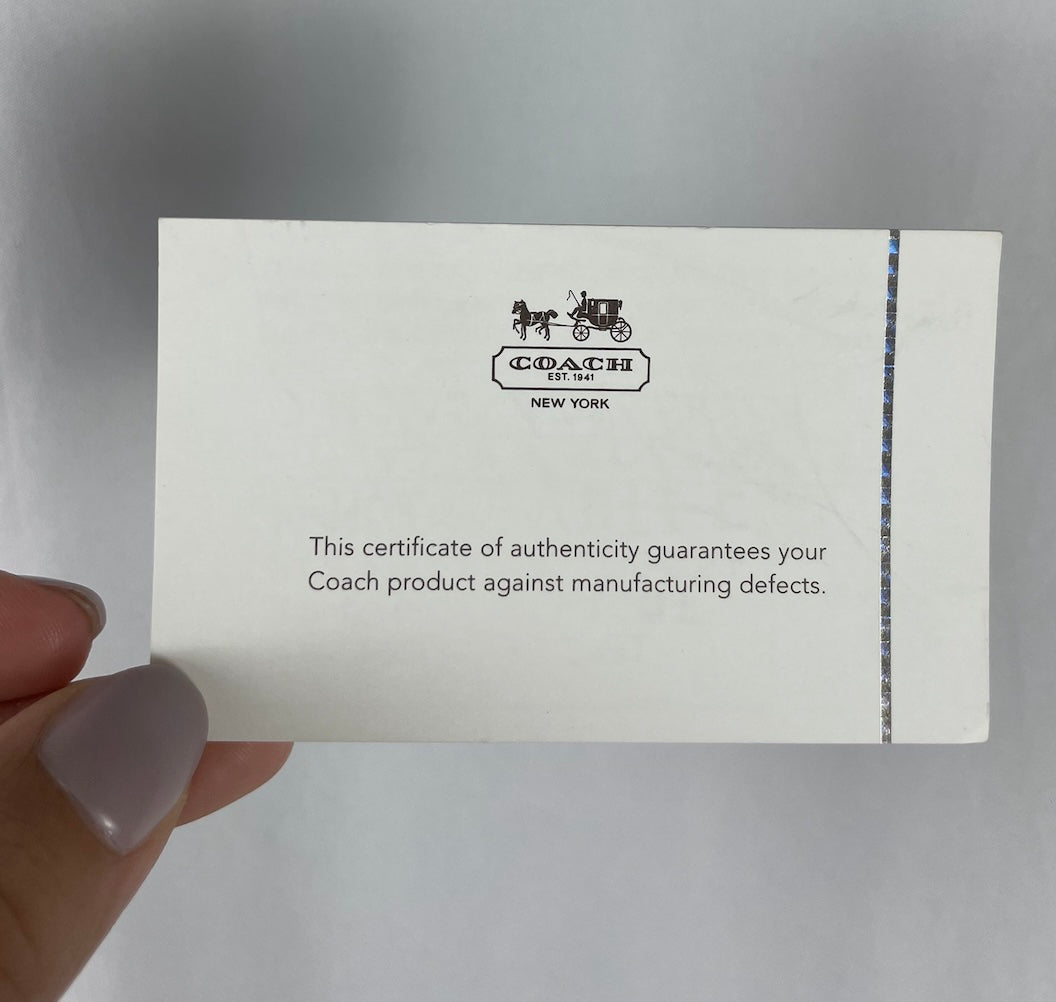 COACH
EST. 1941
NEW YORK
This certificate of authenticity guarantees your
Coach product against manufacturing defects.